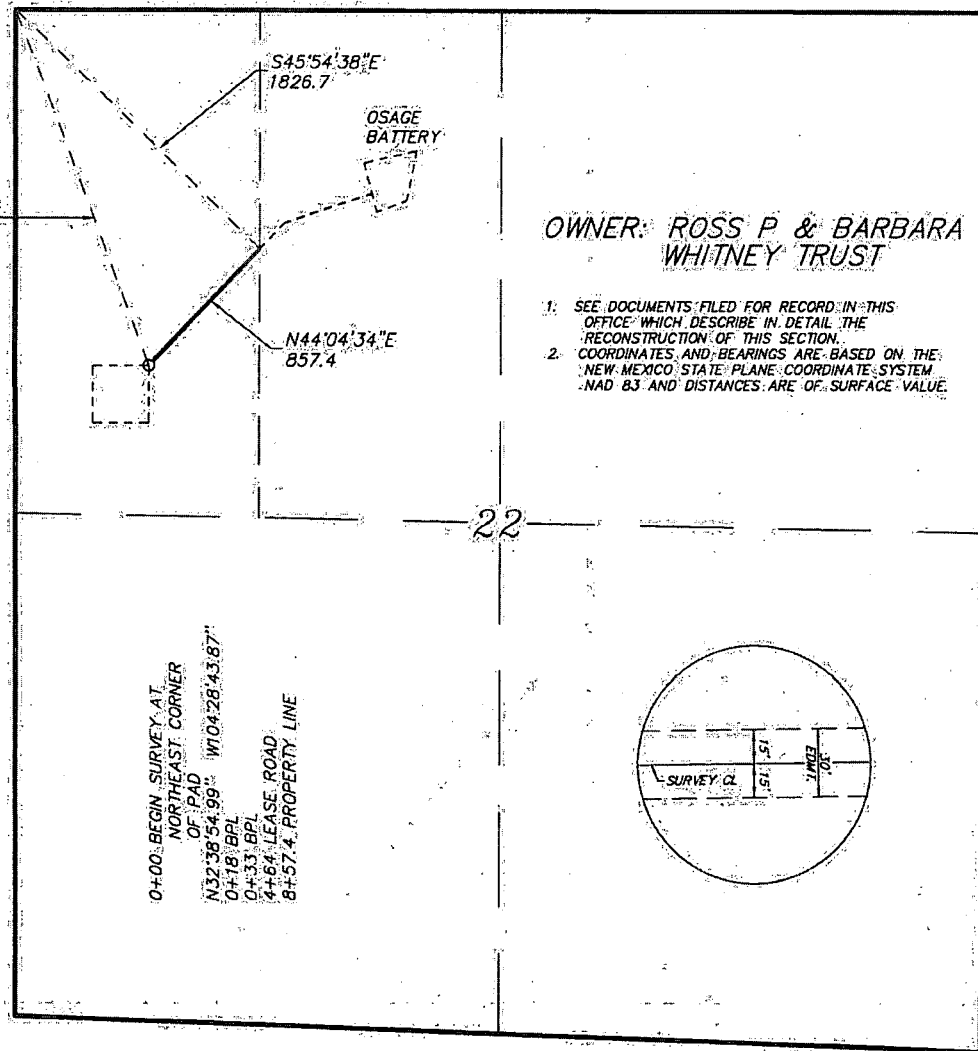 S45°54'38"E
1826.7
OSAGE
BATTERY
OWNER: ROSS P & BARBARA
WHITNEY TRUST
1. SEE DOCUMENTS FILED FOR RECORD IN THIS
OFFICE WHICH DESCRIBE IN DETAIL THE
RECONSTRUCTION OF THIS SECTION.
2. COORDINATES AND BEARINGS ARE BASED ON THE
NEW MEXICO STATE PLANE COORDINATE SYSTEM
NAD 83 AND DISTANCES ARE OF SURFACE VALUE.
N44°04'34"E
857.4
22
0+00 BEGIN SURVEY AT
NORTHEAST CORNER
OF PAD
N32°38'54.99" W104°28'43.87"
0+18 BPL
0+33 BPL
4+64 LEASE ROAD
8+57.4 PROPERTY LINE
SURVEY CL
15' 15'
30'
EDMT.